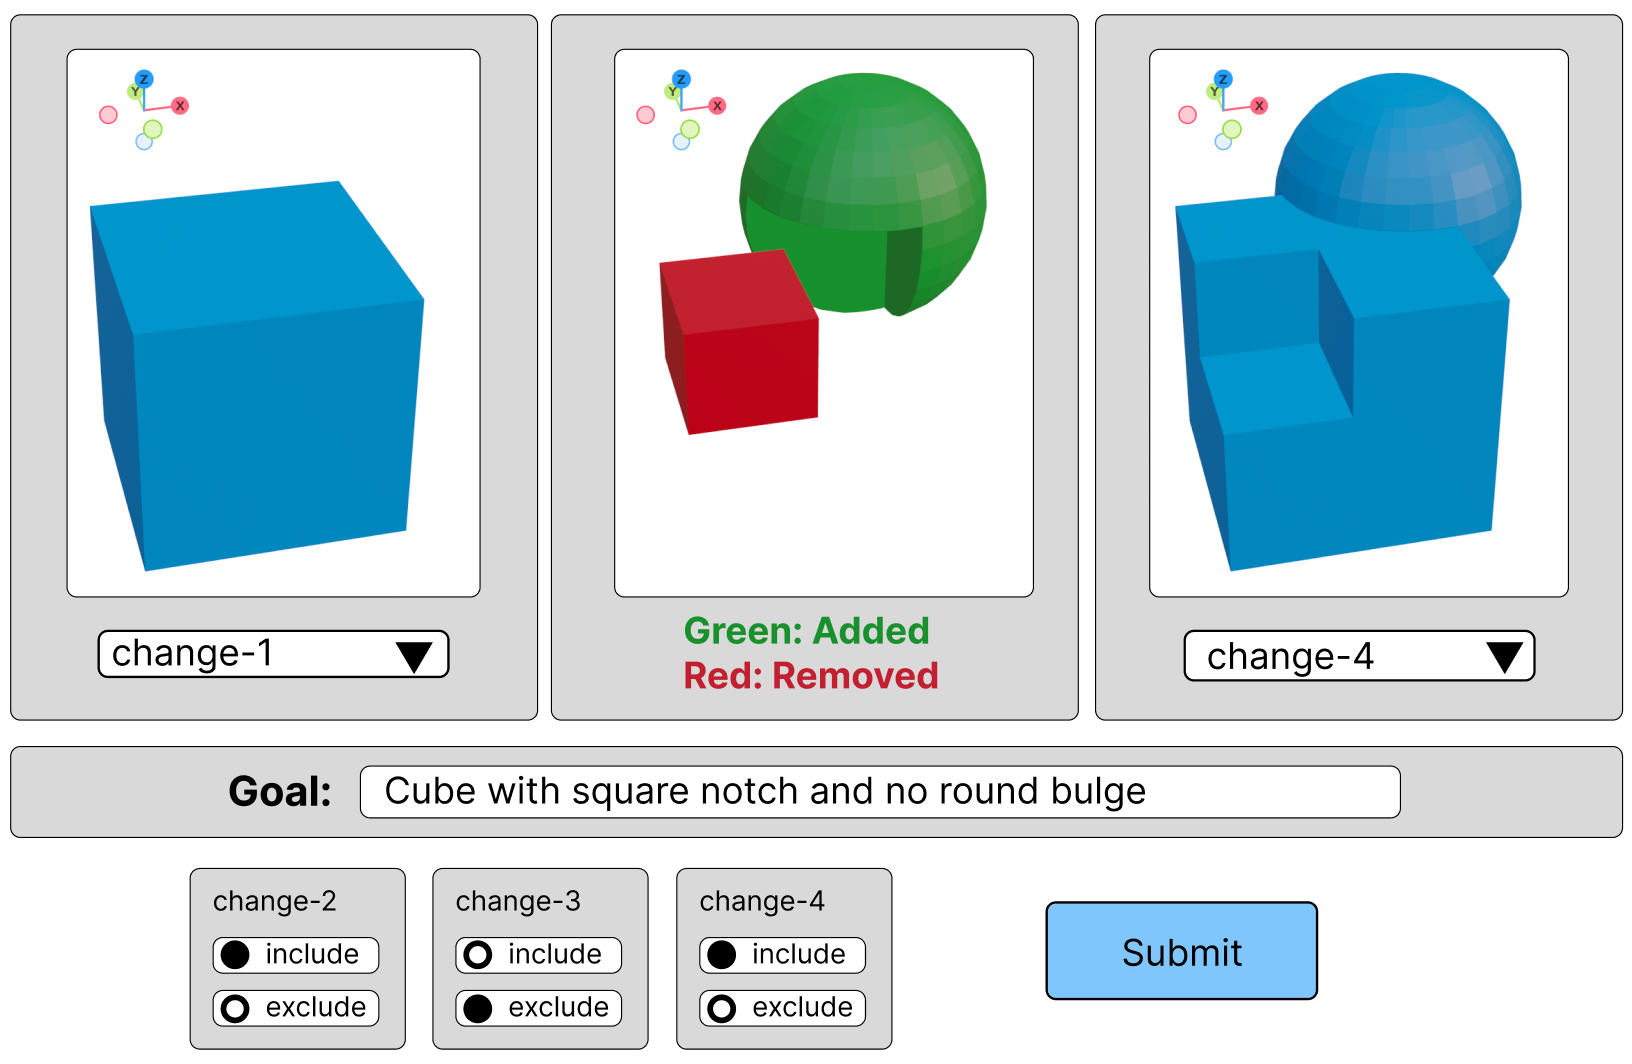 Z
Y
X
Z
Y
X
Z
Y
X
change-1
Green: Added
Red: Removed
change-4
Goal: Cube with square notch and no round bulge
change-2
include
exclude
change-3
include
exclude
change-4
include
exclude
Submit